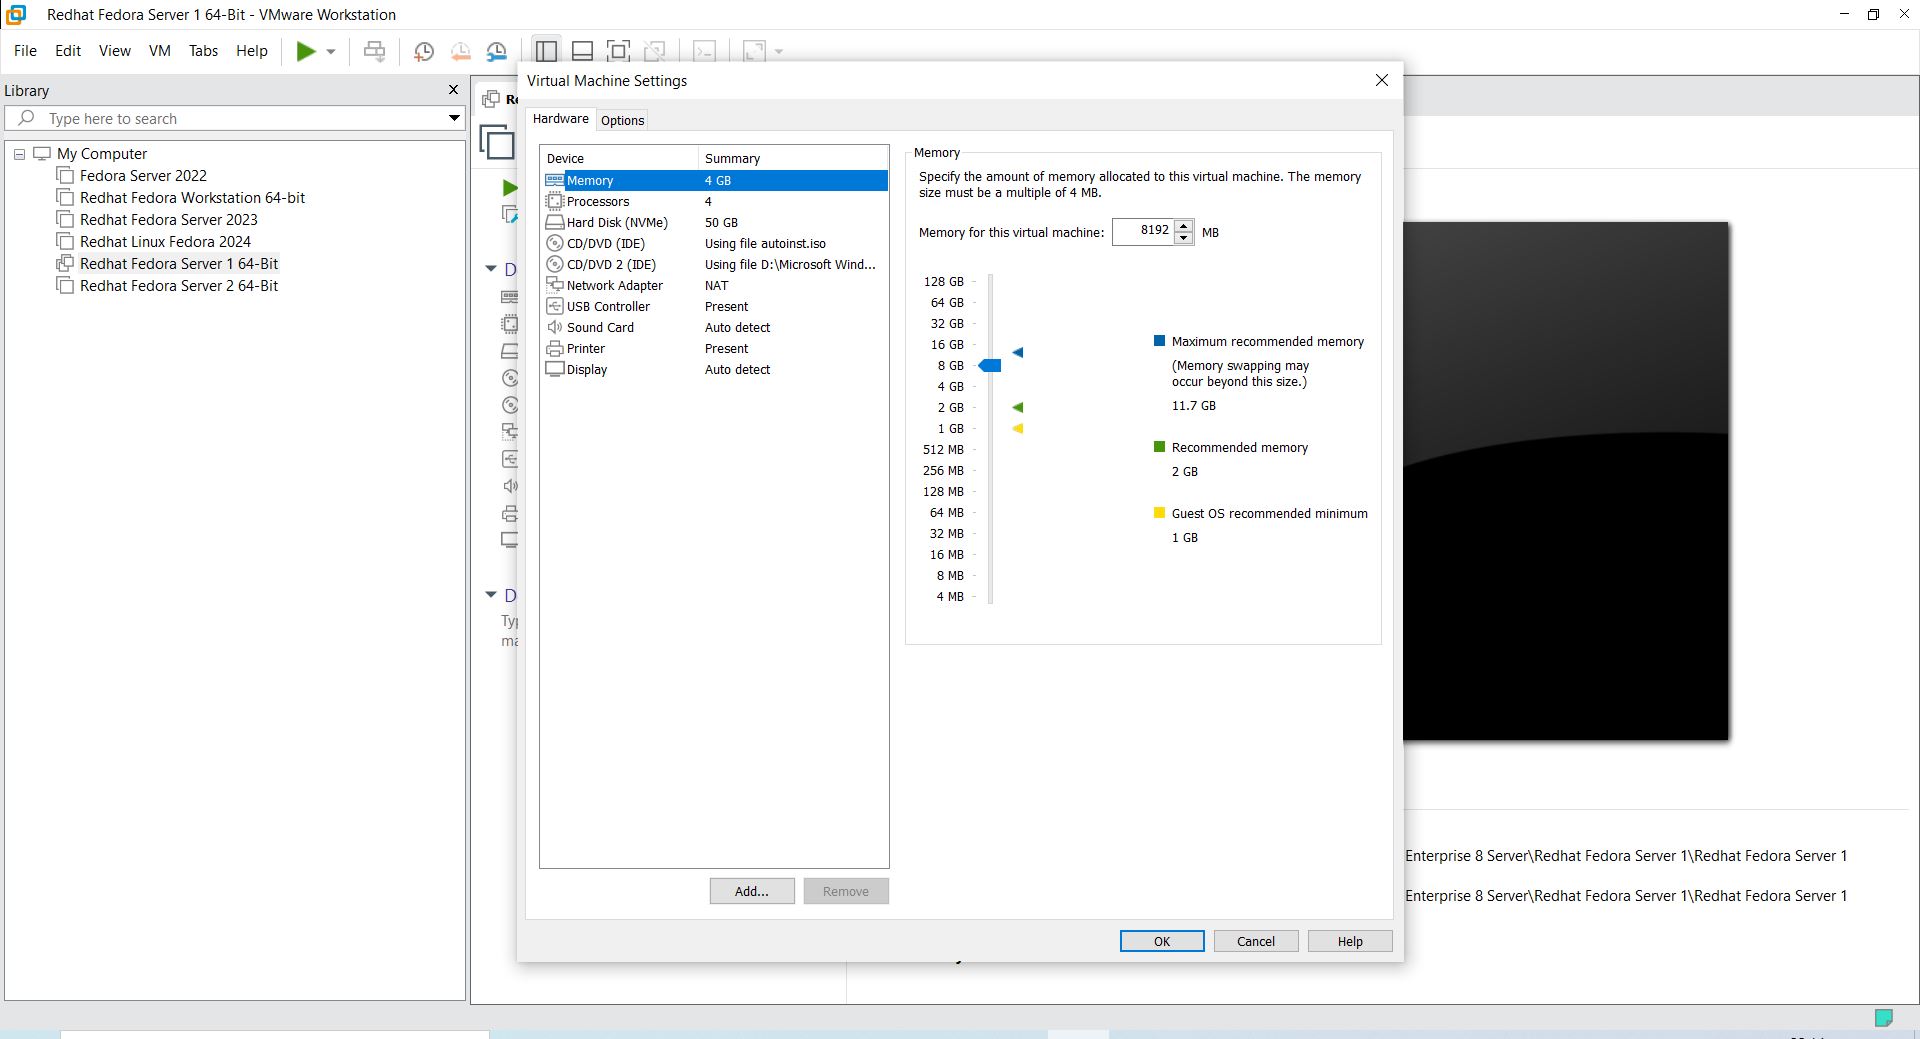 Redhat Fedora Server 1 64-Bit - VMware Workstation
File Edit View VM Tabs Help
Library
Type here to search
My Computer
Fedora Server 2022
Redhat Fedora Workstation 64-bit
Redhat Fedora Server 2023
Redhat Linux Fedora 2024
Redhat Fedora Server 1 64-Bit
Redhat Fedora Server 2 64-Bit
Virtual Machine Settings
Hardware Options
Device Summary
Memory 4 GB
Processors 4
Hard Disk (NVMe) 50 GB
CD/DVD (IDE) Using file autoinst.iso
CD/DVD 2 (IDE) Using file D:\Microsoft Wind...
Network Adapter NAT
USB Controller Present
Sound Card Auto detect
Printer Present
Display Auto detect
Add... Remove
Memory
Specify the amount of memory allocated to this virtual machine. The memory
size must be a multiple of 4 MB.
Memory for this virtual machine: 8192 MB
128 GB
64 GB
32 GB
16 GB
8 GB
4 GB
2 GB
1 GB
512 MB
256 MB
128 MB
64 MB
32 MB
16 MB
8 MB
4 MB
Maximum recommended memory
(Memory swapping may
occur beyond this size.)
11.7 GB
Recommended memory
2 GB
Guest OS recommended minimum
1 GB
OK Cancel Help
Enterprise 8 Server\Redhat Fedora Server 1\Redhat Fedora Server 1
Enterprise 8 Server\Redhat Fedora Server 1\Redhat Fedora Server 1